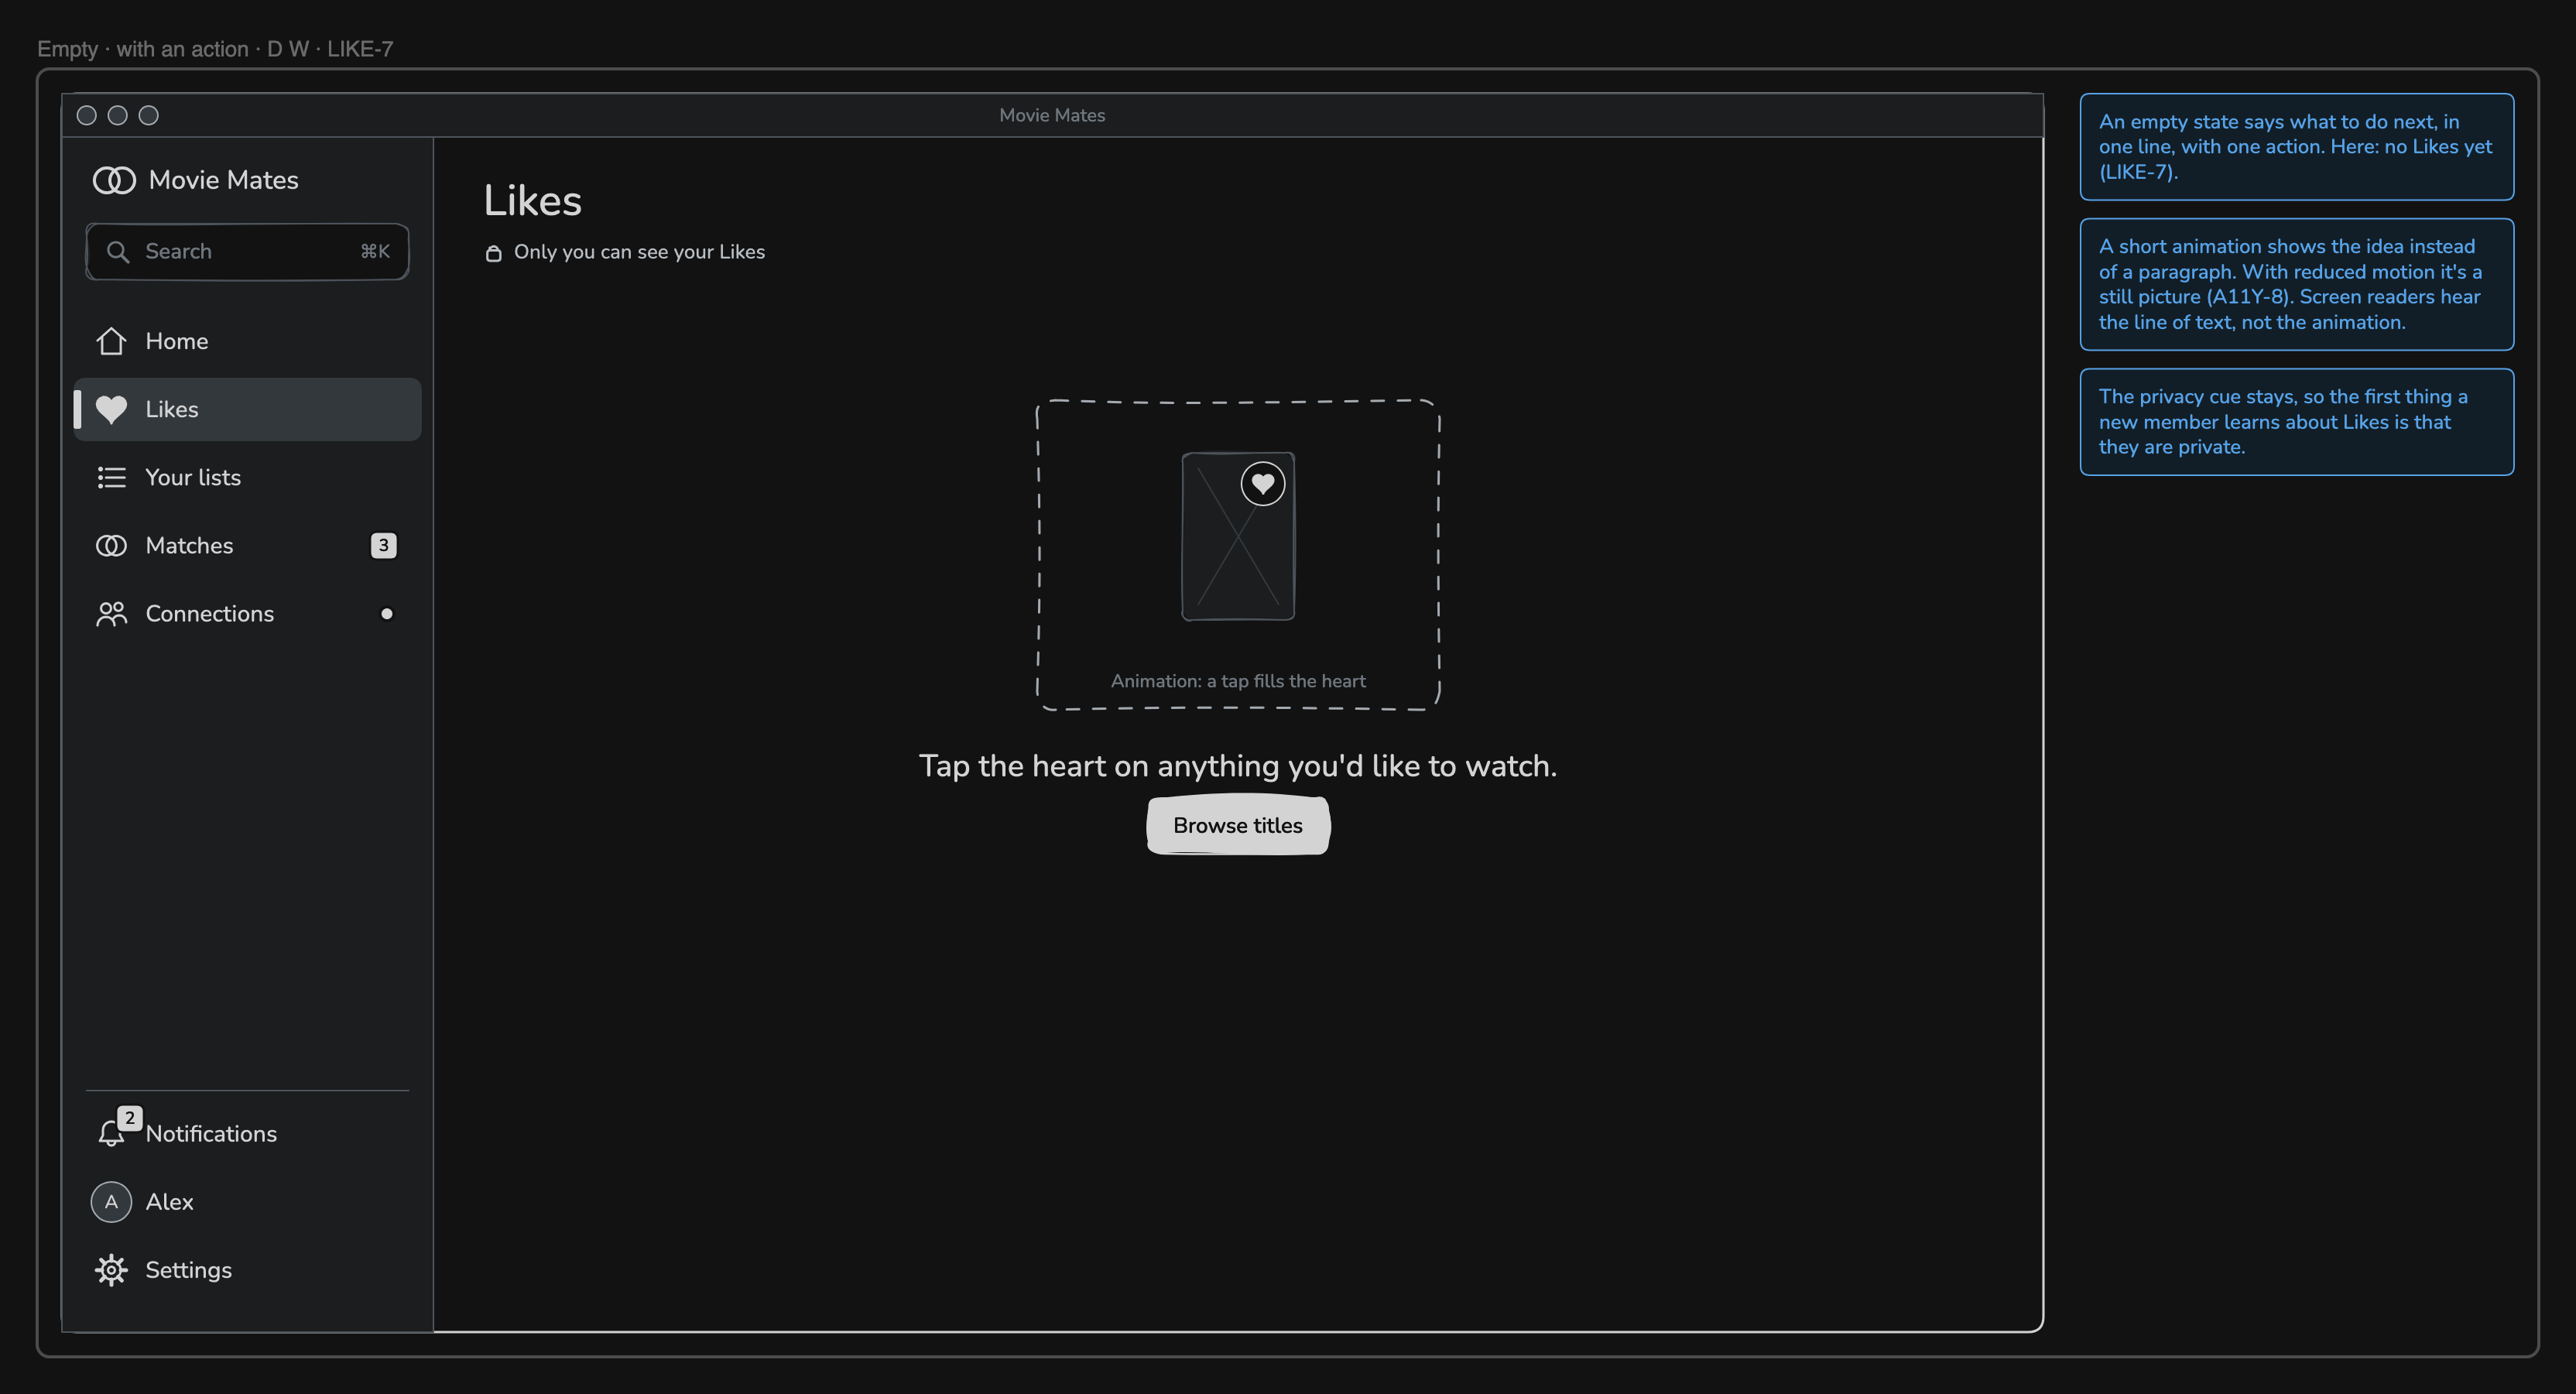 Empty · with an action · D W · LIKE-7
Movie Mates
Movie Mates
Search ⌘K
Home
Likes
Your lists
Matches 3
Connections
2
Notifications
A Alex
Settings
Likes
Only you can see your Likes
Animation: a tap fills the heart
Tap the heart on anything you'd like to watch.
Browse titles
An empty state says what to do next, in
one line, with one action. Here: no Likes yet
(LIKE-7).
A short animation shows the idea instead
of a paragraph. With reduced motion it's a
still picture (A11Y-8). Screen readers hear
the line of text, not the animation.
The privacy cue stays, so the first thing a
new member learns about Likes is that
they are private.